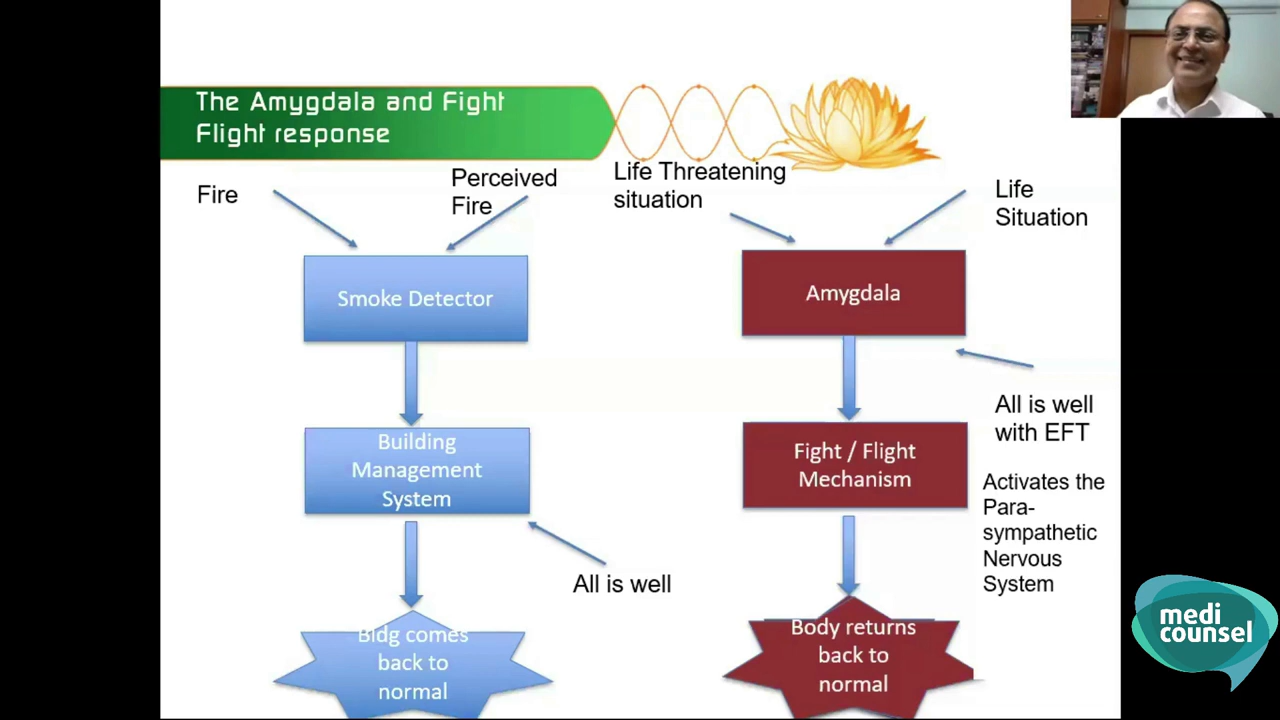 The Amygdala and Fight
Flight response
Fire
Perceived
Fire
Life Threatening
situation
Life
Situation
Smoke Detector
Amygdala
Building
Management
System
Fight / Flight
Mechanism
All is well
with EFT
Activates the
Para-
sympathetic
Nervous
System
All is well
Bldg comes
back to
normal
Body returns
back to
normal
medi
counsel